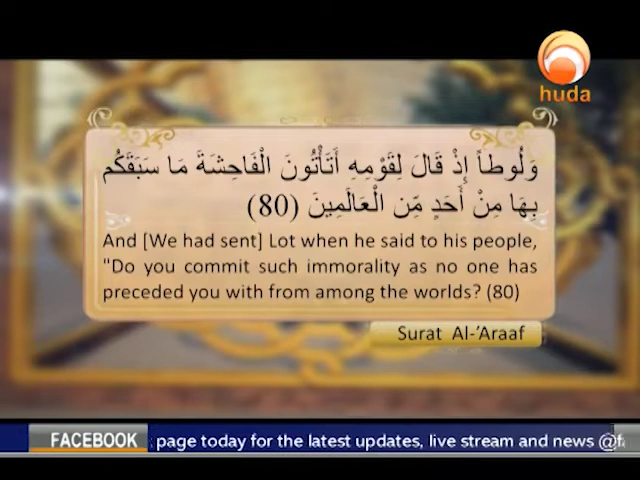 huda
وَلُوطاً إِذْ قَالَ لِقَوْمِهِ أَتَأْتُونَ الْفَاحِشَةَ مَا سَبَقَكُم
بِهَا مِنْ أَحَدٍ مِّن الْعَالَمِينَ (80)
And [We had sent] Lot when he said to his people,
"Do you commit such immorality as no one has
preceded you with from among the worlds? (80)
Surat Al-'Araaf
FACEBOOK page today for the latest updates, live stream and news